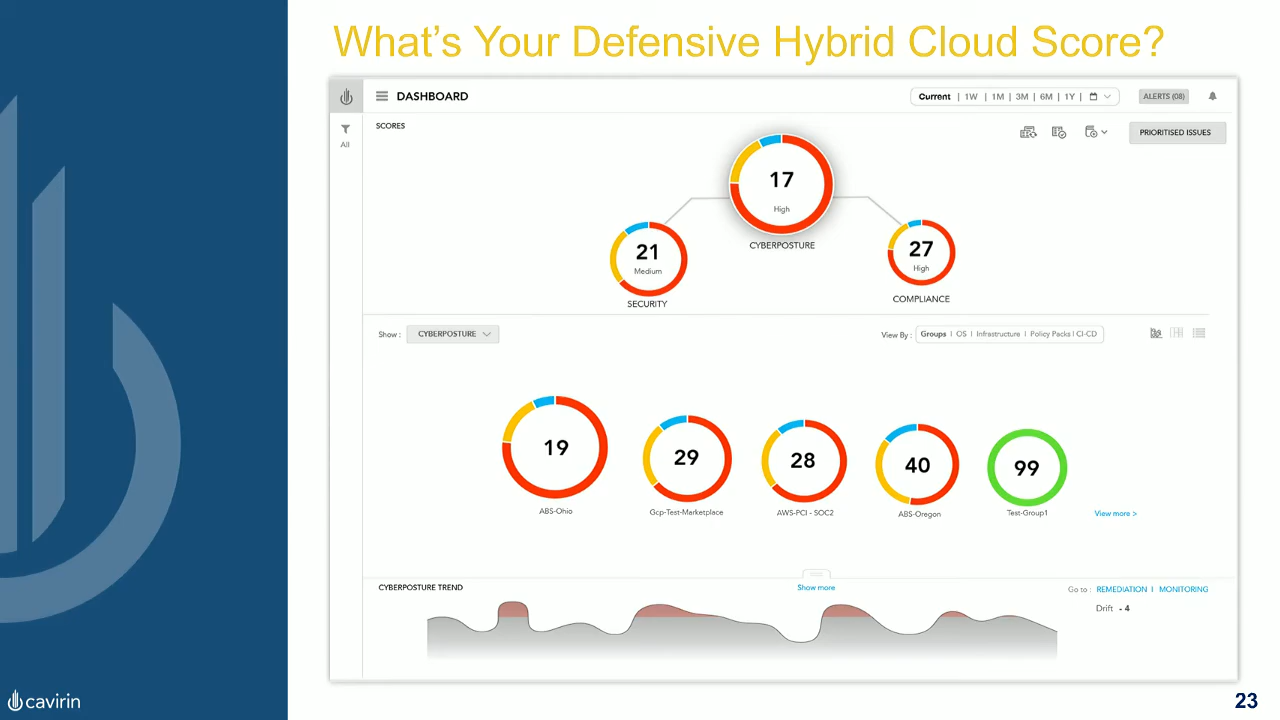 What's Your Defensive Hybrid Cloud Score?
DASHBOARD
Current | 1W | 1M | 3M | 6M | 1Y |
ALERTS (08)
All
SCORES
PRIORITISED ISSUES
17
High
CYBERPOSTURE
21
Medium
SECURITY
27
High
COMPLIANCE
Show : CYBERPOSTURE
View By : Groups | OS | Infrastructure | Policy Packs | CI-CD
19
ABS-Ohio
29
Gcp-Test-Marketplace
28
AWS-PCI - SOC2
40
ABS-Oregon
99
Test-Group1
View more >
CYBERPOSTURE TREND
Show more
Go to : REMEDIATION | MONITORING
Drift - 4
cavirin
23